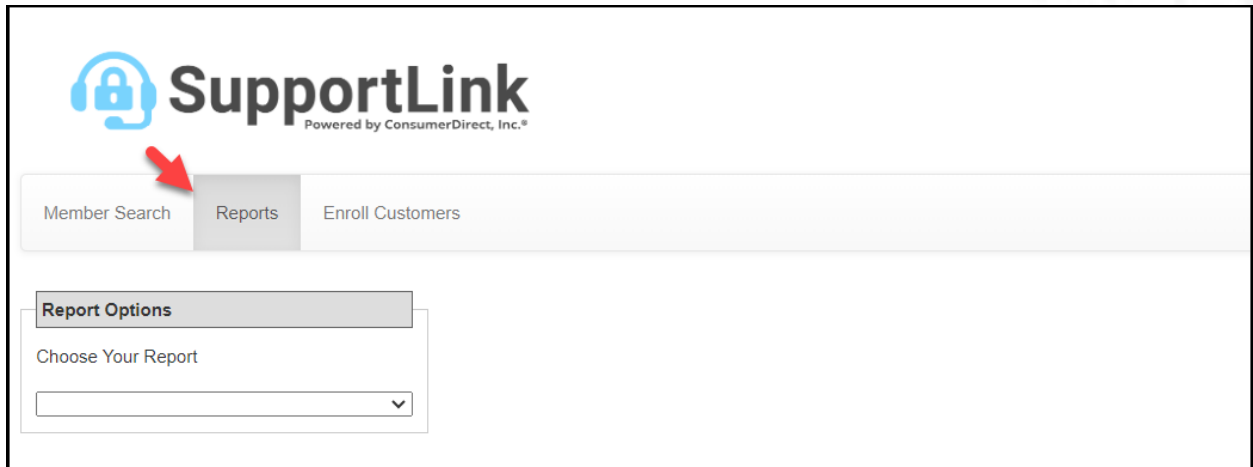 SupportLink
Powered by ConsumerDirect, Inc.®
Member Search Reports Enroll Customers
Report Options
Choose Your Report